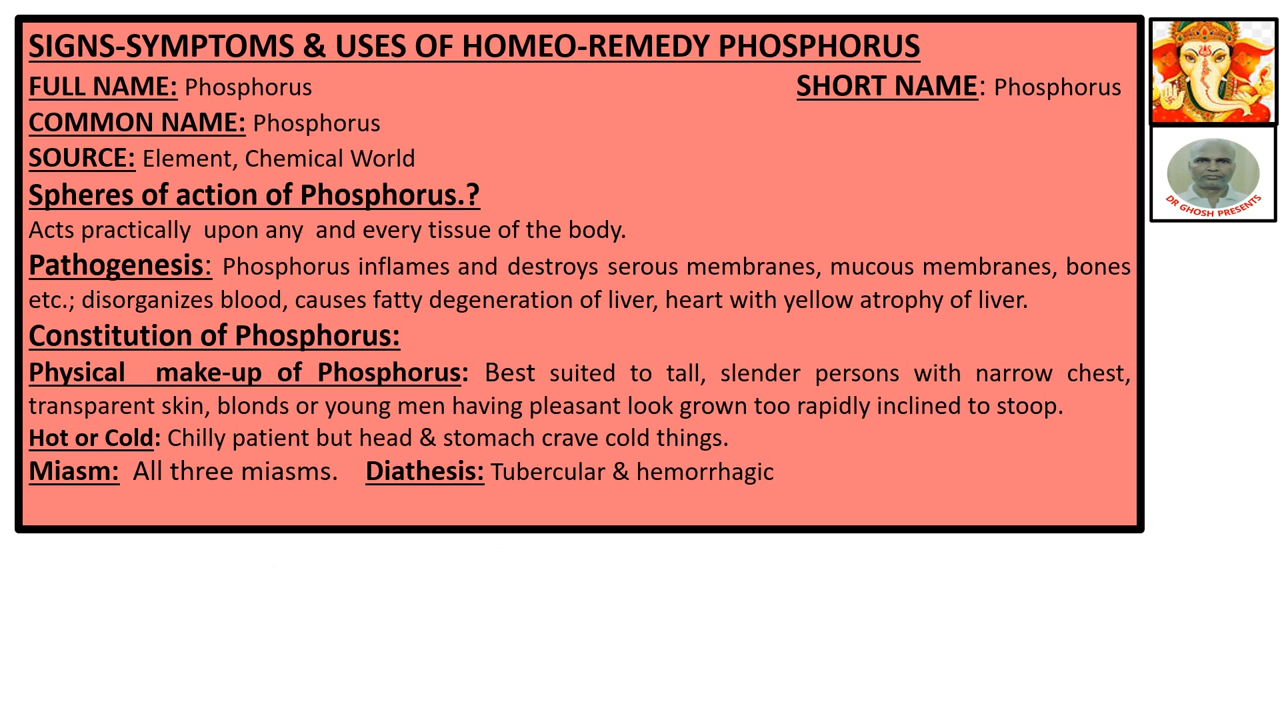 SIGNS-SYMPTOMS & USES OF HOMEO-REMEDY PHOSPHORUS
FULL NAME: Phosphorus SHORT NAME: Phosphorus
COMMON NAME: Phosphorus
SOURCE: Element, Chemical World
Spheres of action of Phosphorus.?
Acts practically upon any and every tissue of the body.
Pathogenesis: Phosphorus inflames and destroys serous membranes, mucous membranes, bones
etc.; disorganizes blood, causes fatty degeneration of liver, heart with yellow atrophy of liver.
Constitution of Phosphorus:
Physical make-up of Phosphorus: Best suited to tall, slender persons with narrow chest,
transparent skin, blonds or young men having pleasant look grown too rapidly inclined to stoop.
Hot or Cold: Chilly patient but head & stomach crave cold things.
Miasm: All three miasms. Diathesis: Tubercular & hemorrhagic
DR GHOSH PRESENTS